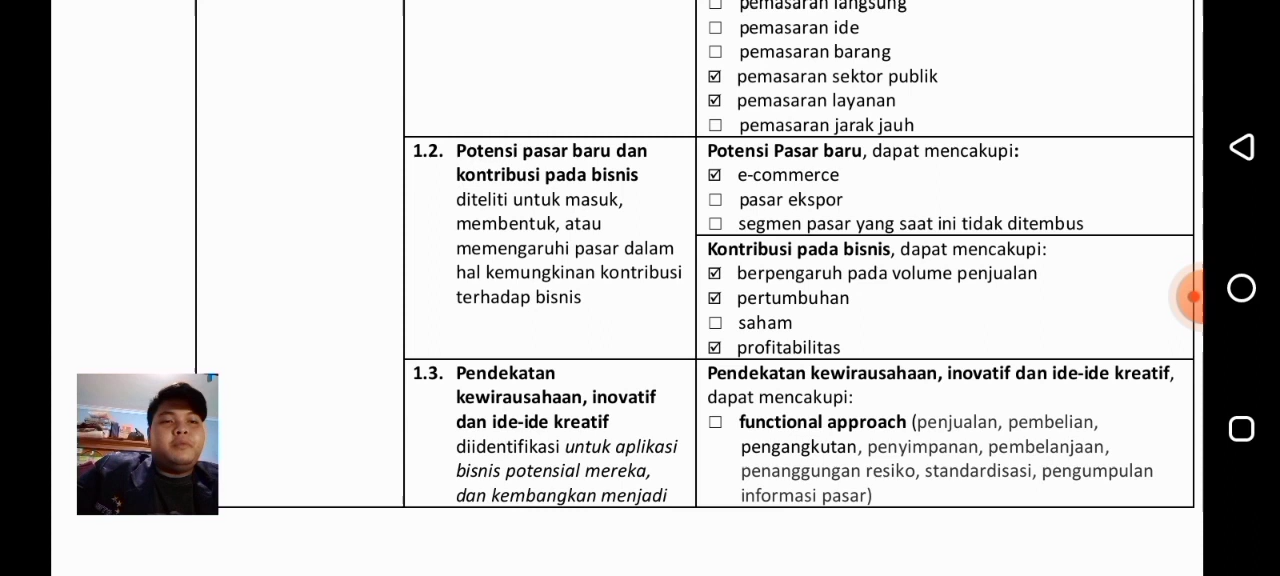 ☐ pemasaran langsung
☐ pemasaran ide
☐ pemasaran barang
☑ pemasaran sektor publik
☑ pemasaran layanan
☐ pemasaran jarak jauh
1.2. Potensi pasar baru dan
kontribusi pada bisnis
diteliti untuk masuk,
membentuk, atau
memengaruhi pasar dalam
hal kemungkinan kontribusi
terhadap bisnis
Potensi Pasar baru, dapat mencakupi:
☑ e-commerce
☐ pasar ekspor
☐ segmen pasar yang saat ini tidak ditembus
Kontribusi pada bisnis, dapat mencakupi:
☑ berpengaruh pada volume penjualan
☑ pertumbuhan
☐ saham
☑ profitabilitas
1.3. Pendekatan
kewirausahaan, inovatif
dan ide-ide kreatif
diidentifikasi untuk aplikasi
bisnis potensial mereka,
dan kembangkan menjadi
Pendekatan kewirausahaan, inovatif dan ide-ide kreatif,
dapat mencakupi:
☐ functional approach (penjualan, pembelian,
pengangkutan, penyimpanan, pembelanjaan,
penanggungan resiko, standardisasi, pengumpulan
informasi pasar)